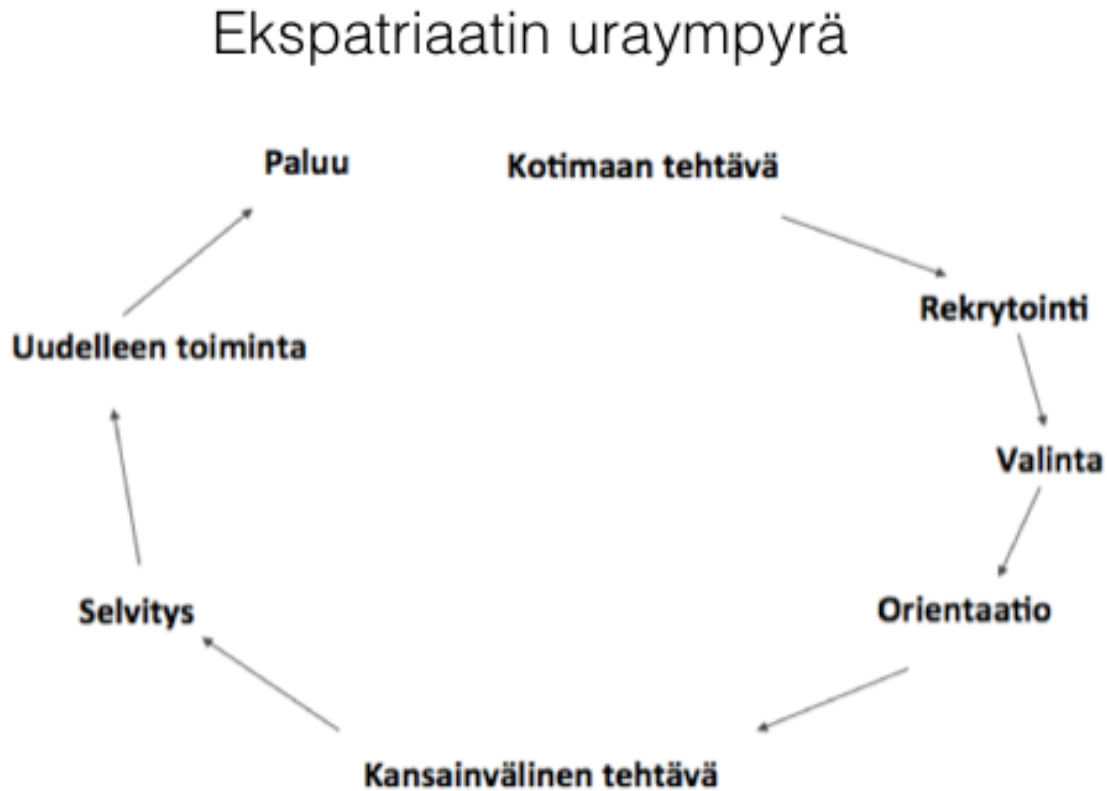 Ekspatriaatin uraympyrä
Paluu
Kotimaan tehtävä
Rekrytointi
Uudelleen toiminta
Valinta
Selvitys
Orientaatio
Kansainvälinen tehtävä